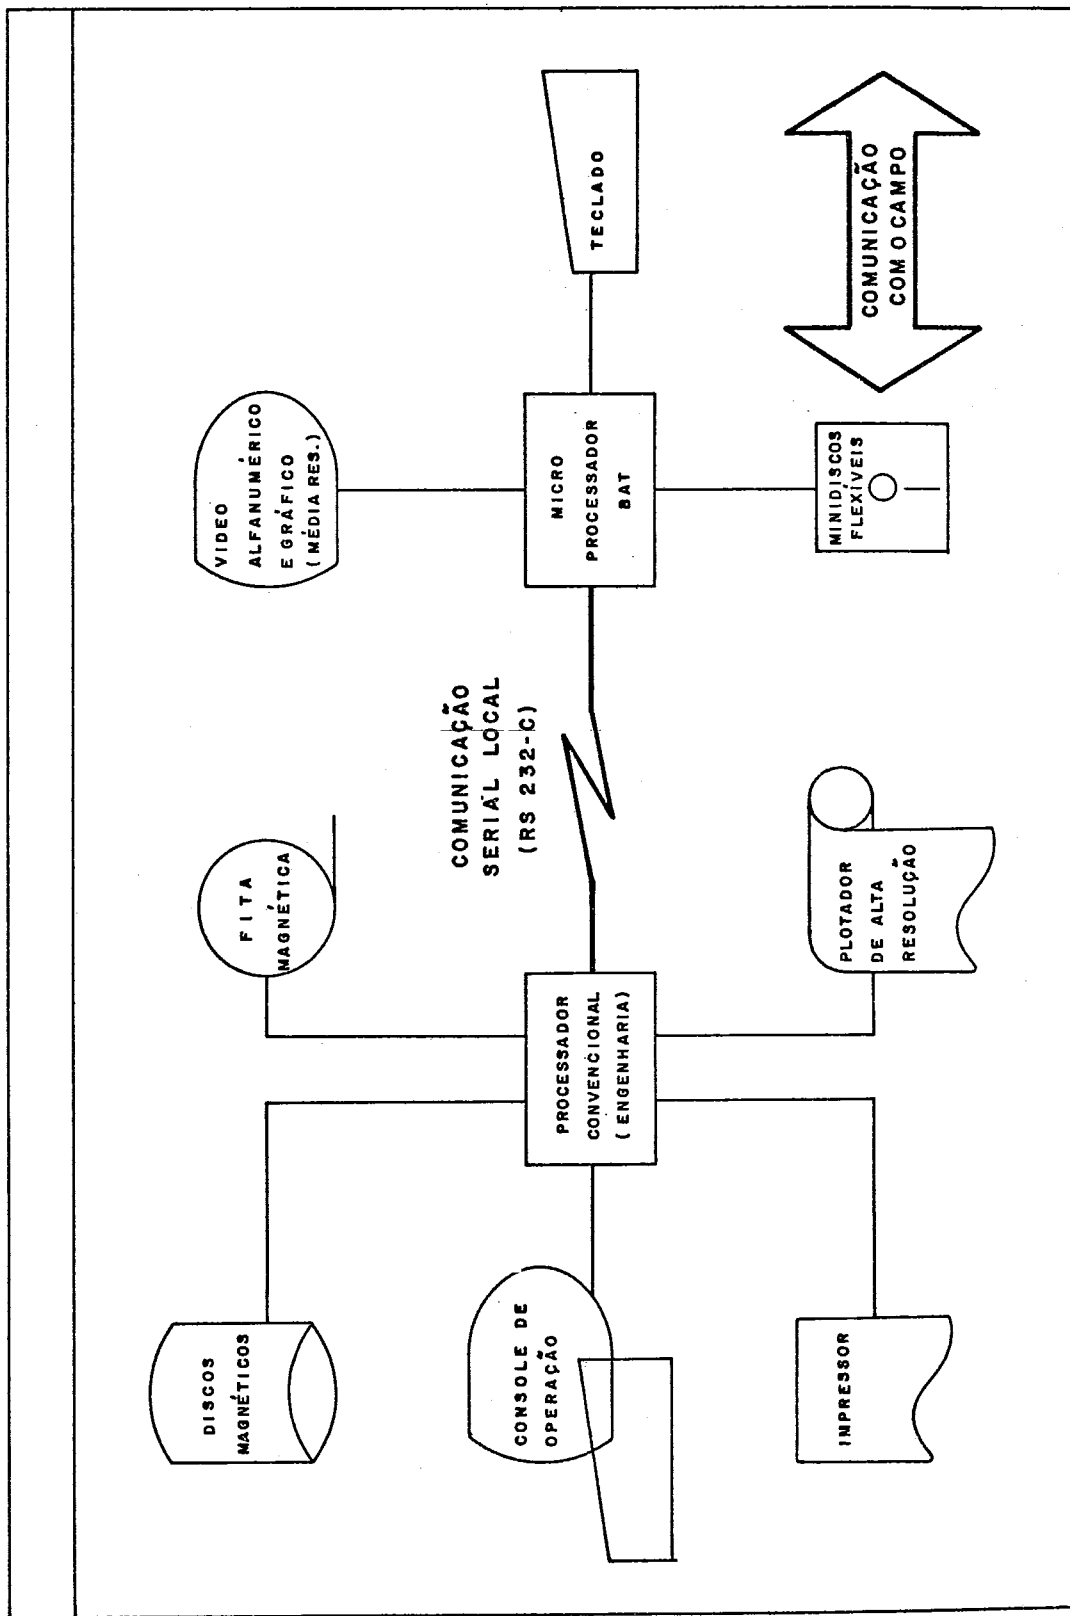 DISCOS
MAGNÉTICOS
FITA
MAGNÉTICA
VIDEO
ALFANUMÉRICO
E GRÁFICO
(MÉDIA RES.)
COMUNICAÇÃO
SERIAL LOCAL
(RS 232-C)
CONSOLE DE
OPERAÇÃO
PROCESSADOR
CONVENCIONAL
(ENGENHARIA)
MICRO
PROCESSADOR
BAT
TECLADO
IMPRESSOR
PLOTADOR
DE ALTA
RESOLUÇÃO
MINIDISCOS
FLEXÍVEIS
COMUNICAÇÃO
COM O CAMPO